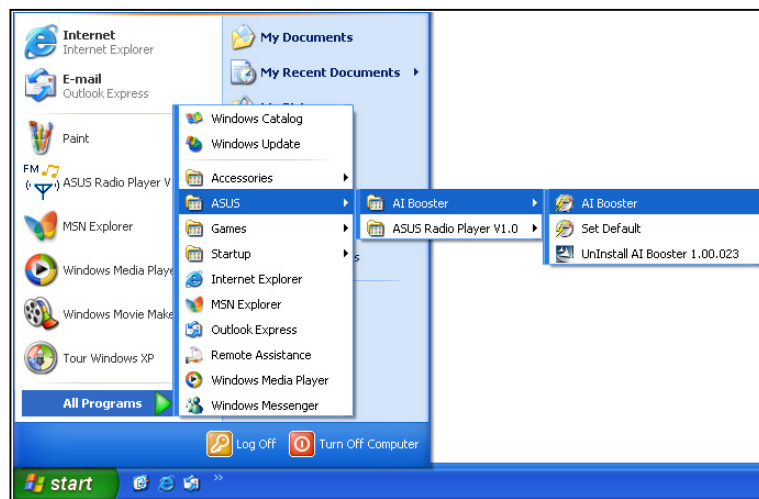 Internet
Internet Explorer
E-mail
Outlook Express
Paint
FM
ASUS Radio Player V
MSN Explorer
Windows Media Playe
Windows Movie Make
Tour Windows XP
All Programs
My Documents
My Recent Documents
Windows Catalog
Windows Update
Accessories
ASUS
Games
Startup
Internet Explorer
MSN Explorer
Outlook Express
Remote Assistance
Windows Media Player
Windows Messenger
AI Booster
ASUS Radio Player V1.0
s
AI Booster
Set Default
UnInstall AI Booster 1.00.023
Log Off
Turn Off Computer
start